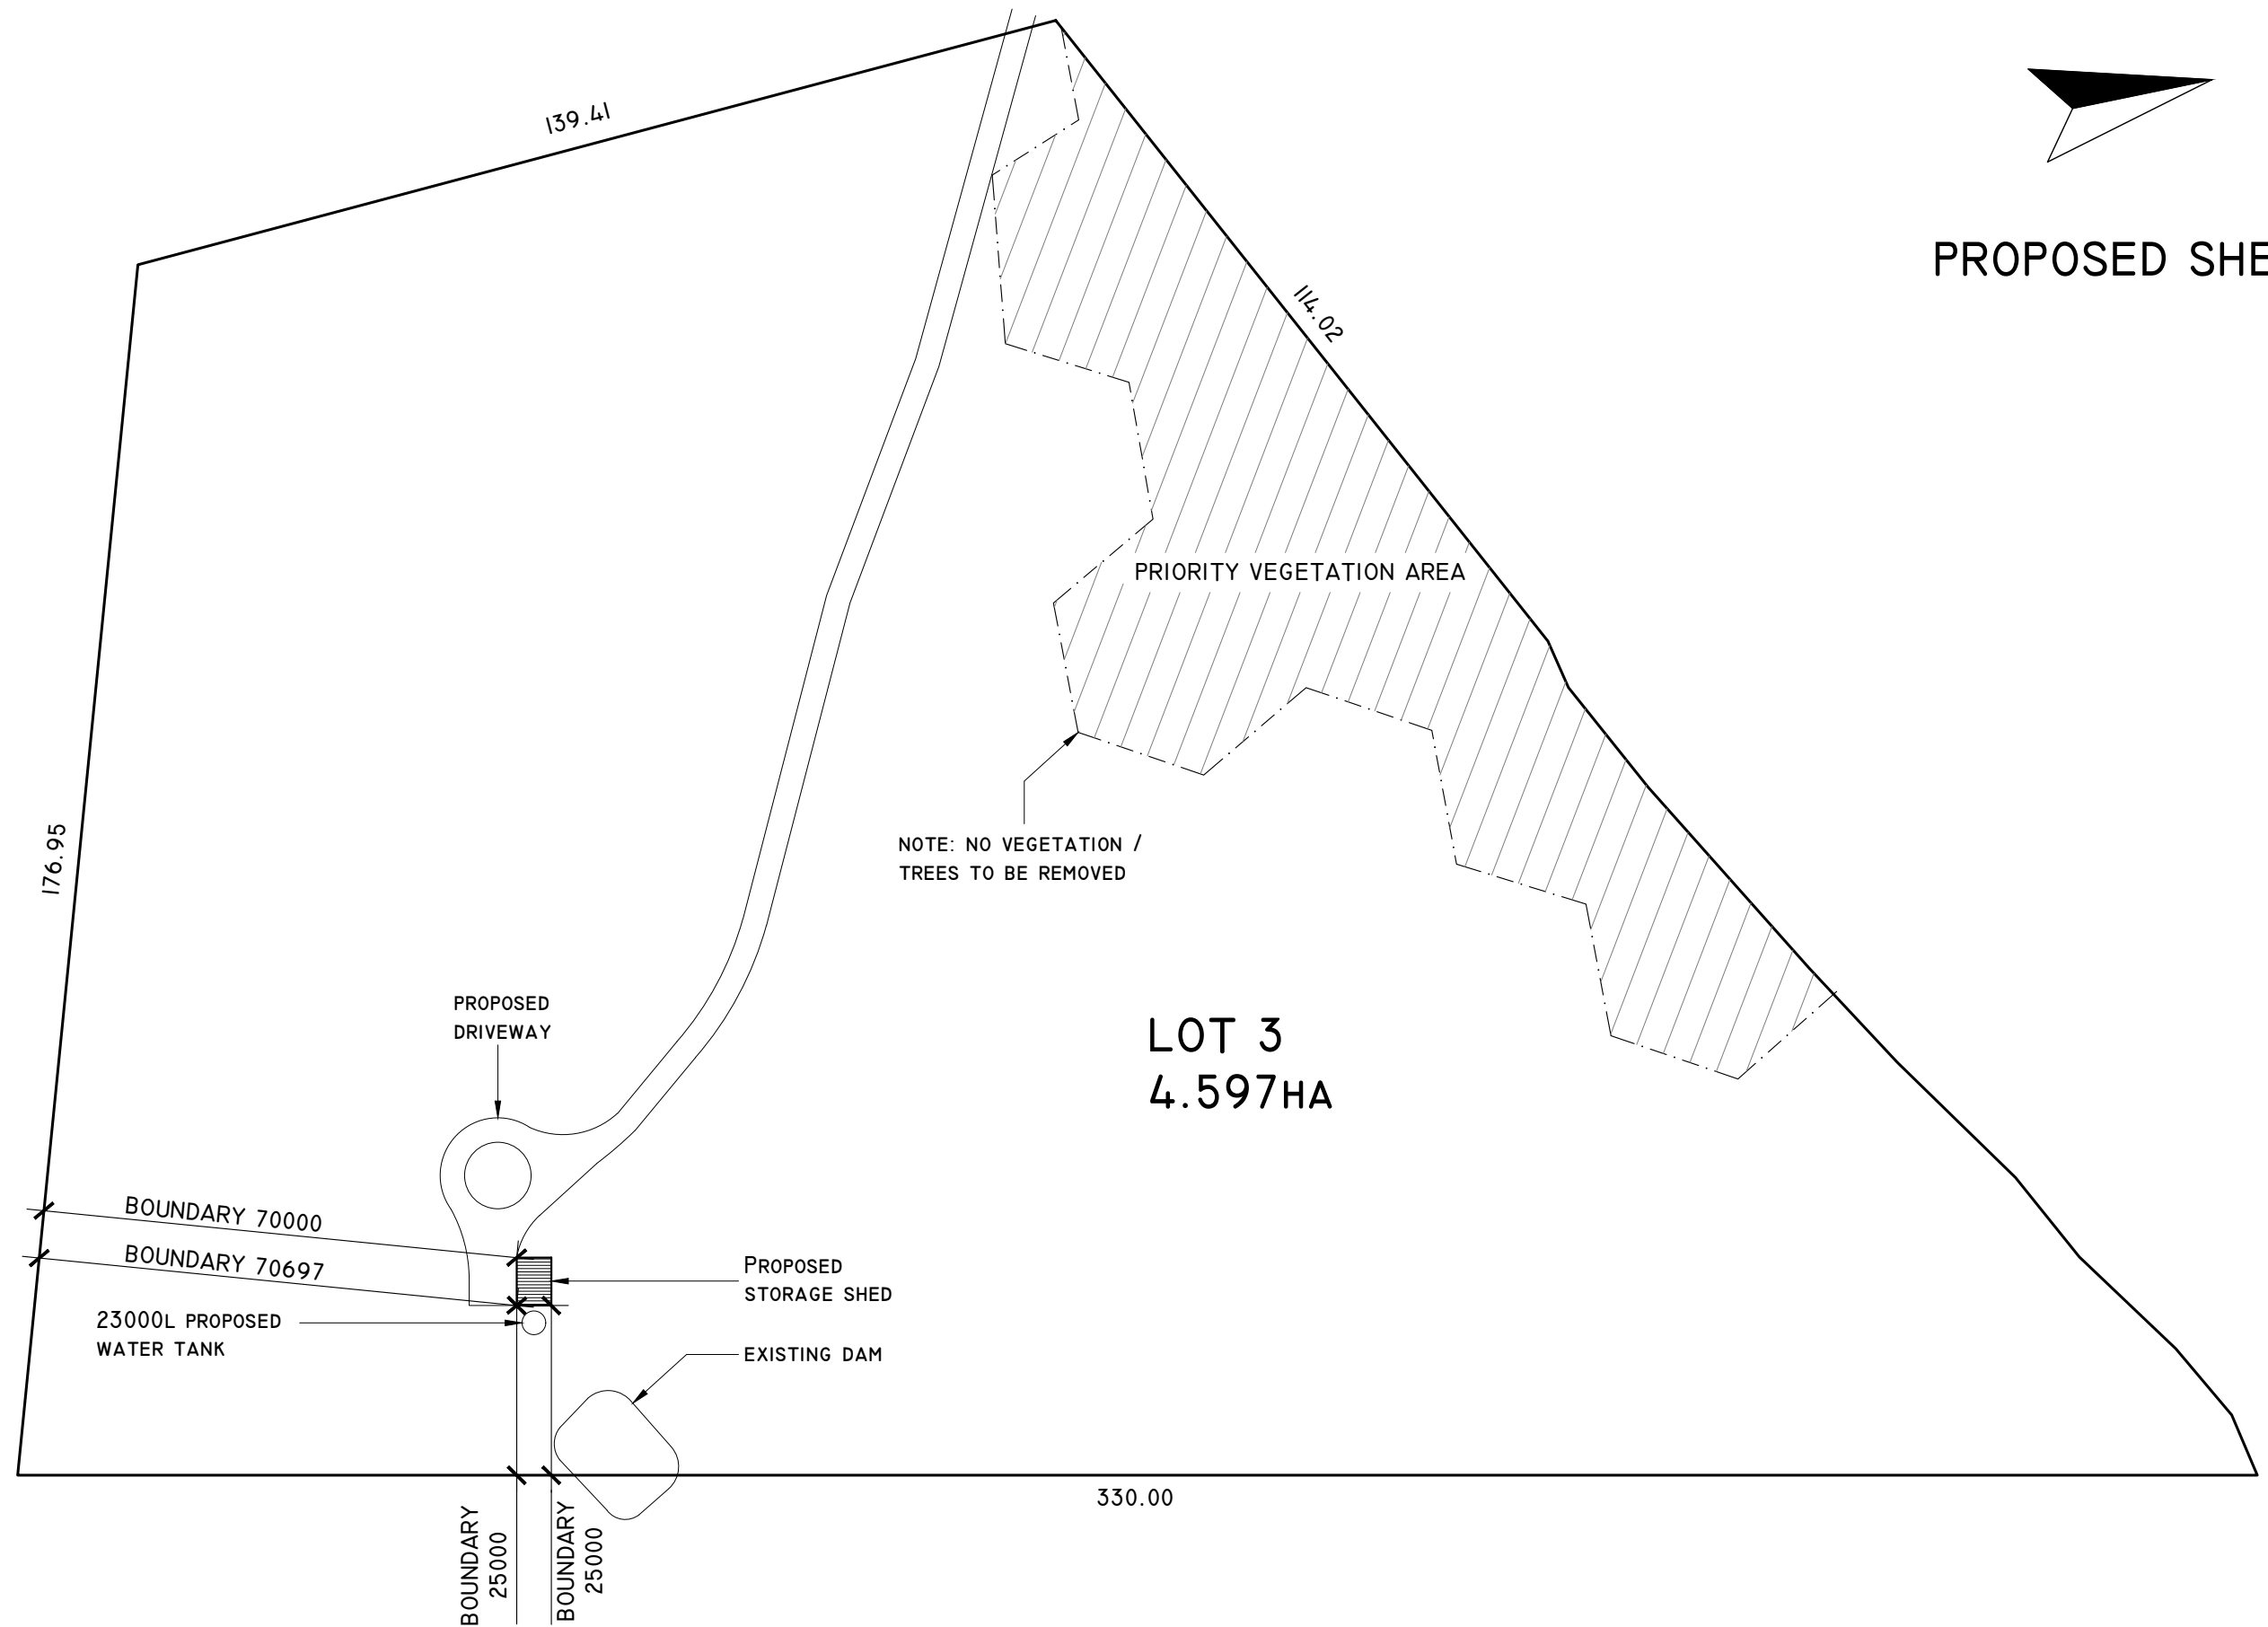 139.41
114.02
PROPOSED SHE
PRIORITY VEGETATION AREA
176.95
NOTE: NO VEGETATION /
TREES TO BE REMOVED
PROPOSED
DRIVEWAY
LOT 3
4.597HA
BOUNDARY 70000
BOUNDARY 70697
PROPOSED
STORAGE SHED
23000L PROPOSED
WATER TANK
EXISTING DAM
330.00
BOUNDARY
25000
BOUNDARY
25000